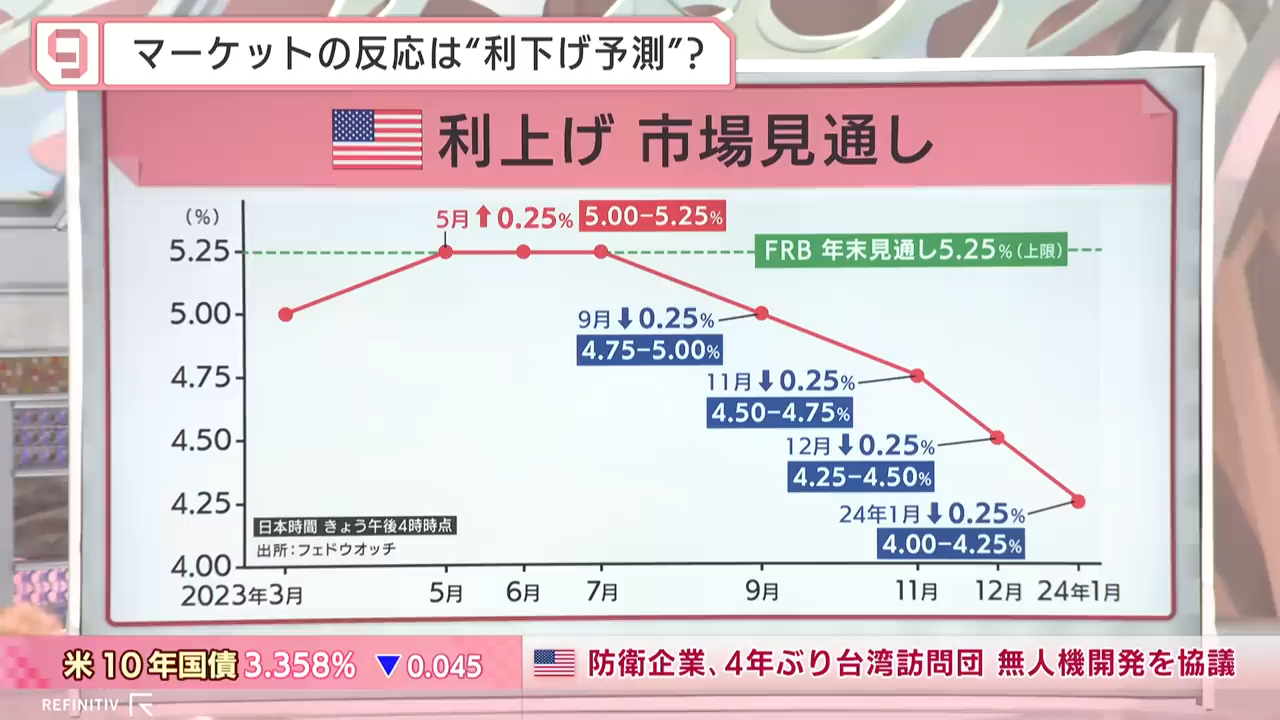 9 マーケットの反応は“利下げ予測”？
利上げ 市場見通し
（%）
5月⬆0.25% 5.00−5.25%
5.25
FRB 年末見通し5.25%（上限）
5.00
9月⬇0.25%
4.75−5.00%
4.75
11月⬇0.25%
4.50−4.75%
4.50
12月⬇0.25%
4.25−4.50%
4.25
24年1月⬇0.25%
4.00−4.25%
日本時間 きょう午後4時時点
出所：フェドウオッチ
4.00
2023年3月 5月 6月 7月 9月 11月 12月 24年1月
米10年国債 3.358% ▼0.045
防衛企業、4年ぶり台湾訪問団 無人機開発を協議
REFINITIV